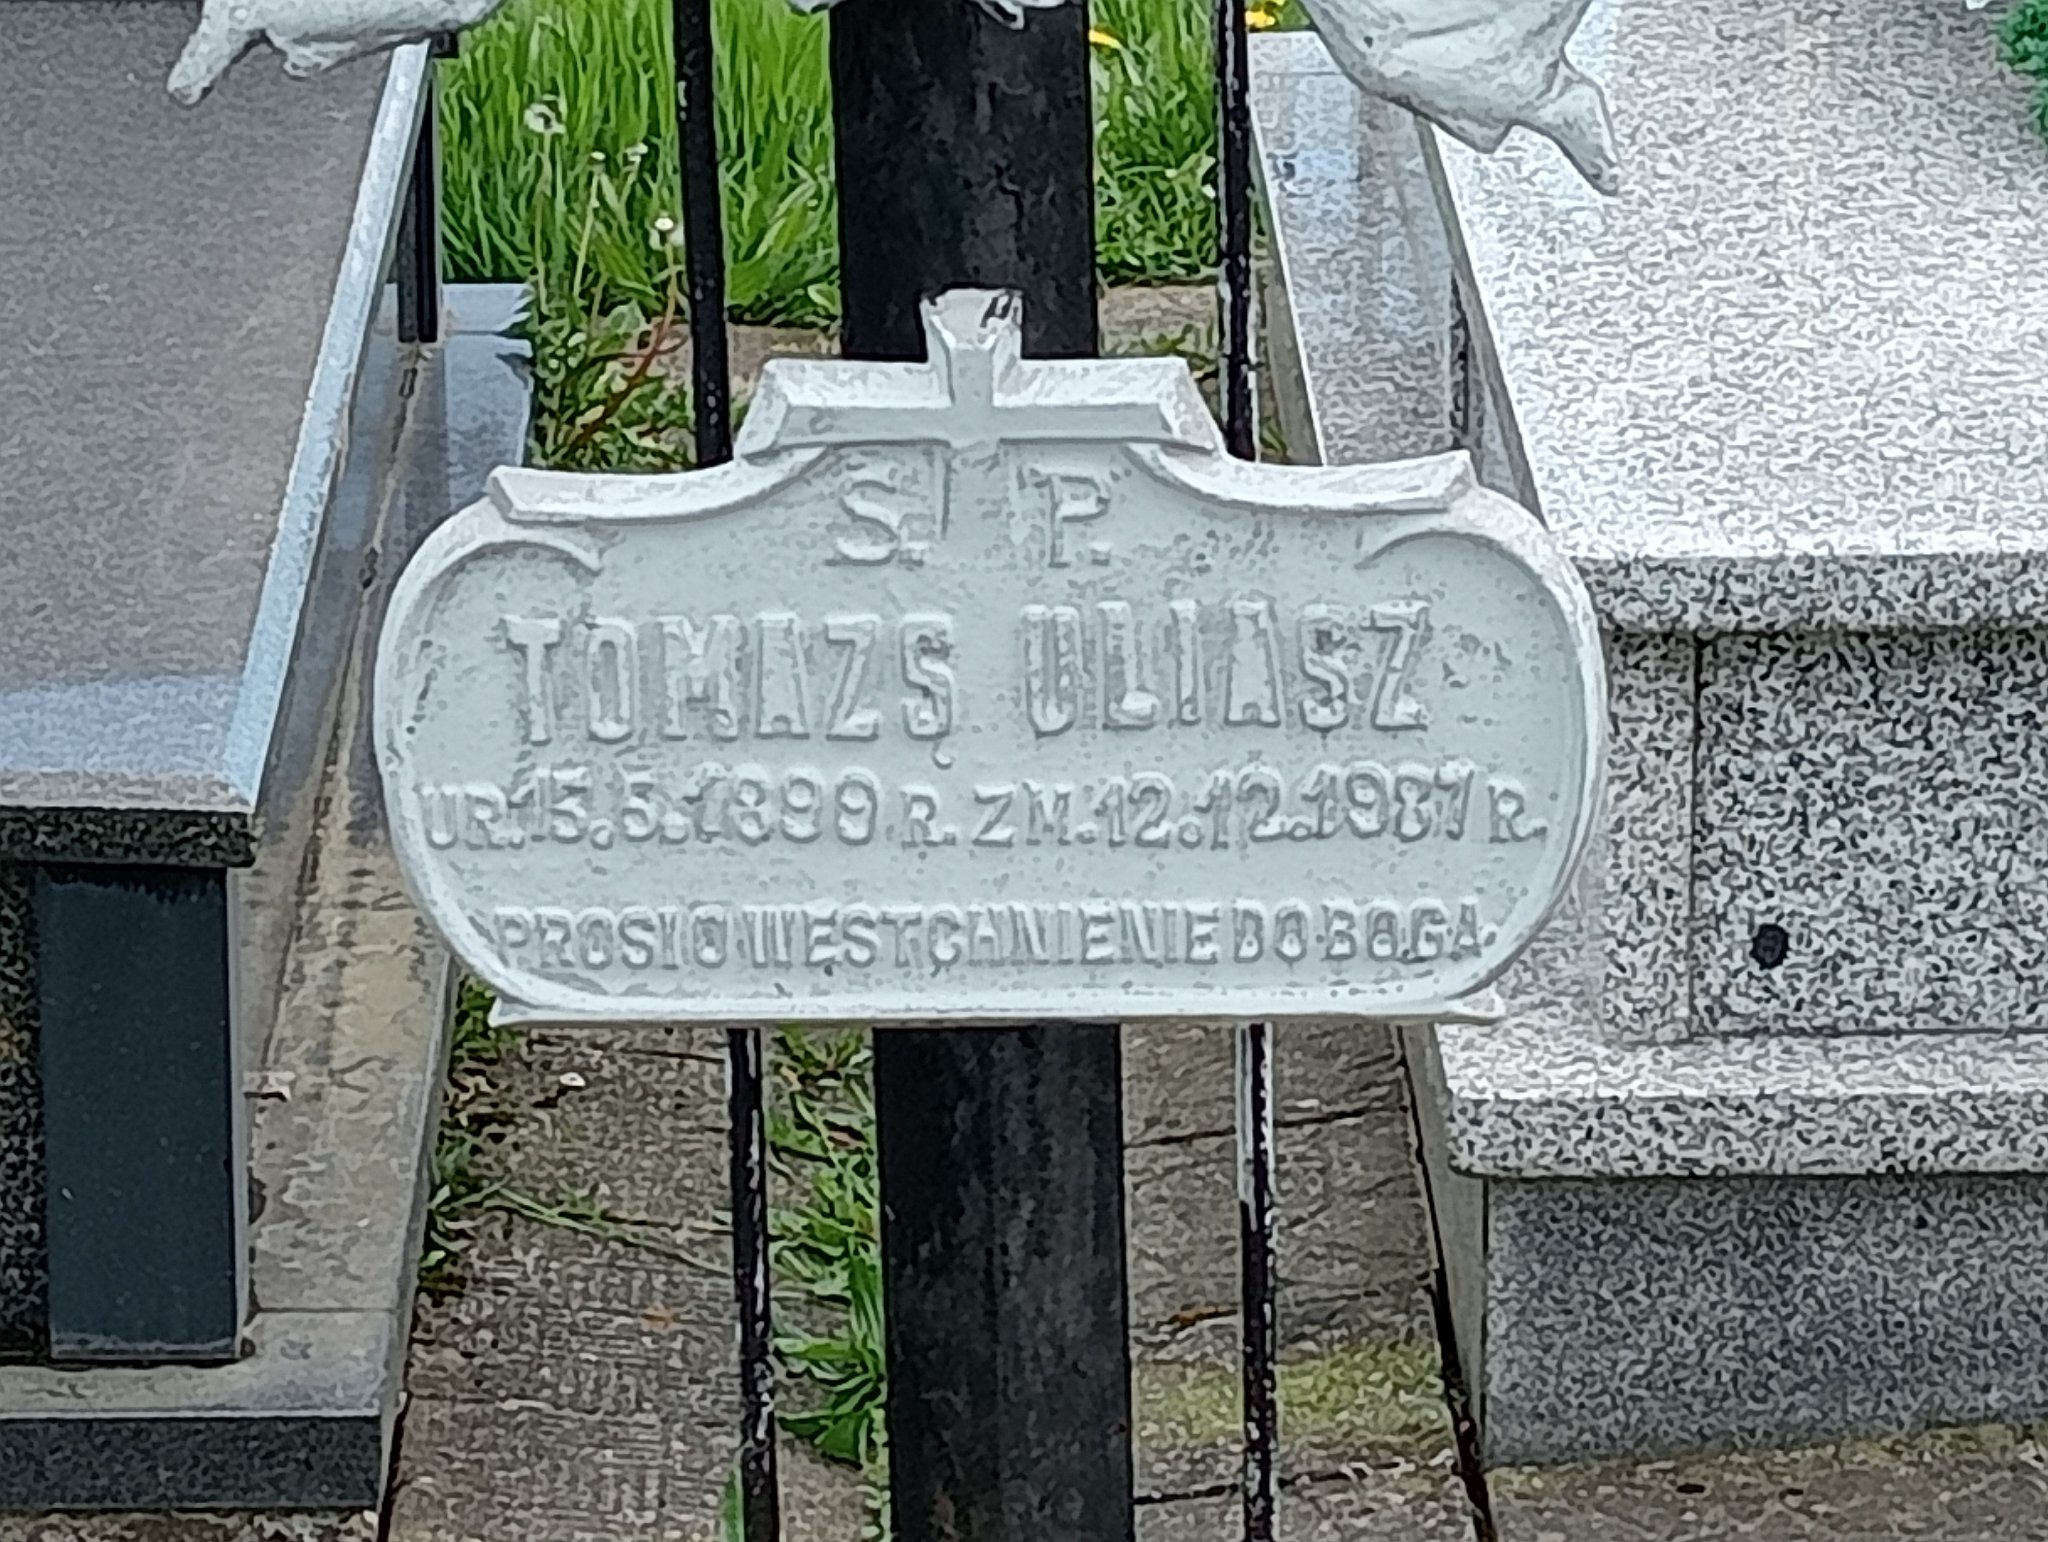 S. P.
TOMAZS ULIASZ
UR. 15.5.1899 R. ZM. 12.12.1987 R.
PROSI O WESTCHNIENIE DO BOGA